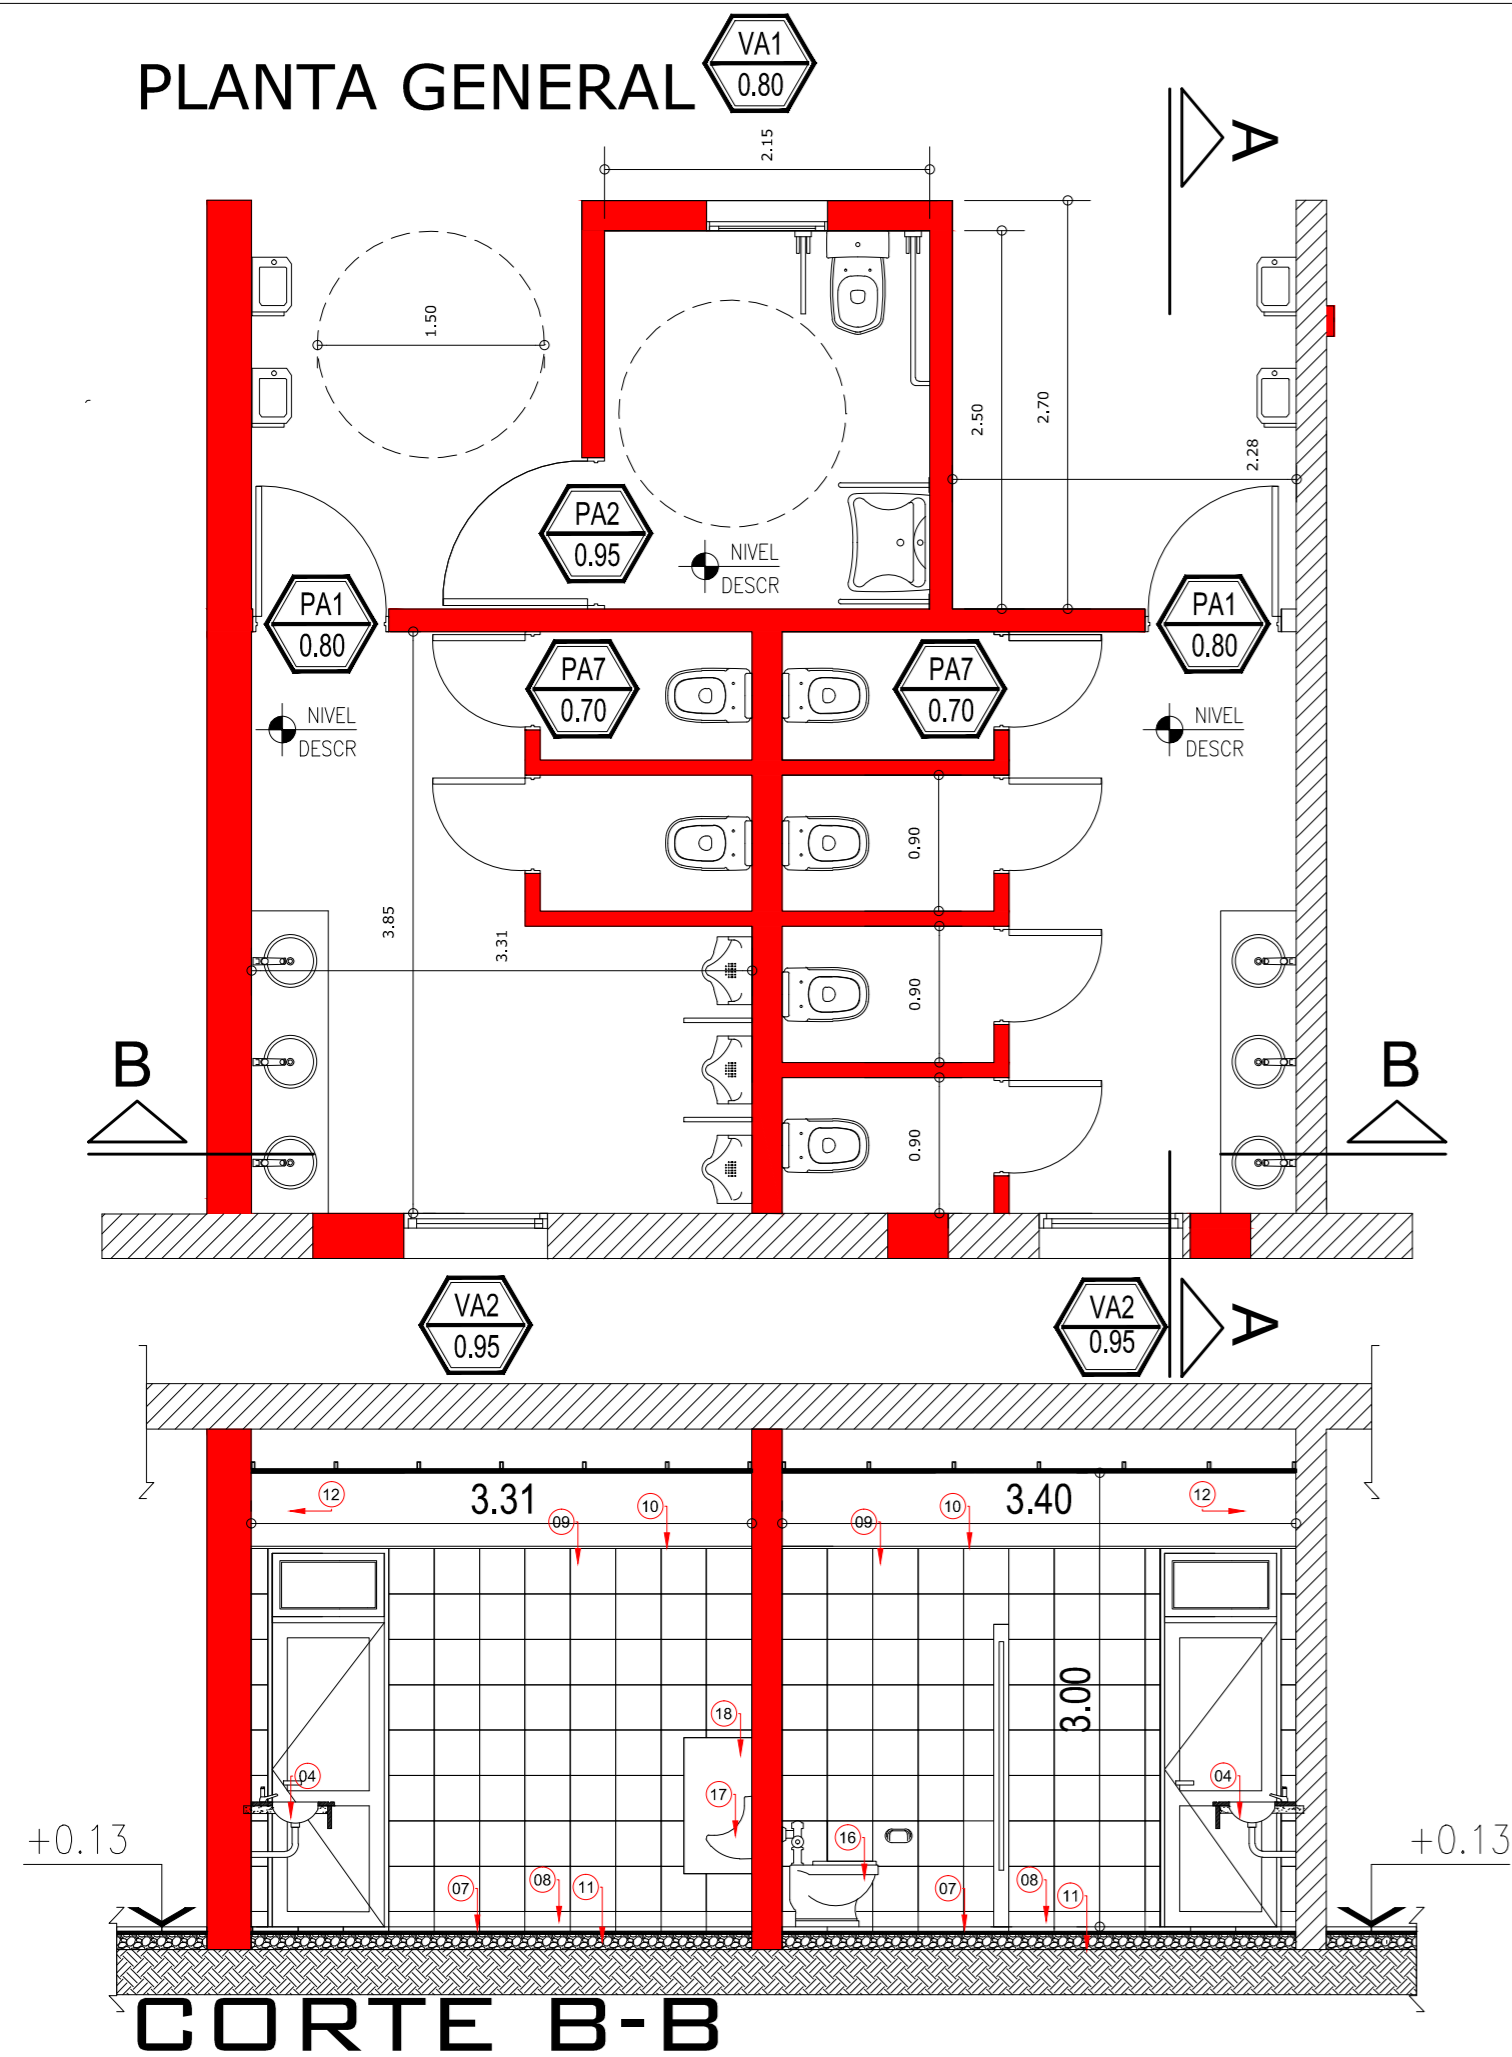 VA1
PLANTA GENERAL
0.80
A
2.15
1.50
2.50
2.70
2.28
PA2
0.95
NIVEL
DESCR
PA1
0.80
PA1
0.80
PA7
0.70
PA7
0.70
NIVEL
DESCR
NIVEL
DESCR
0.90
3.85
3.31
0.90
B
B
0.90
VA2
0.95
VA2
0.95
A
12
3.31
10
09
3.40
10
09
12
3.00
18
04
17
04
16
+0.13
+0.13
07
08
11
07
08
11
CORTE B-B